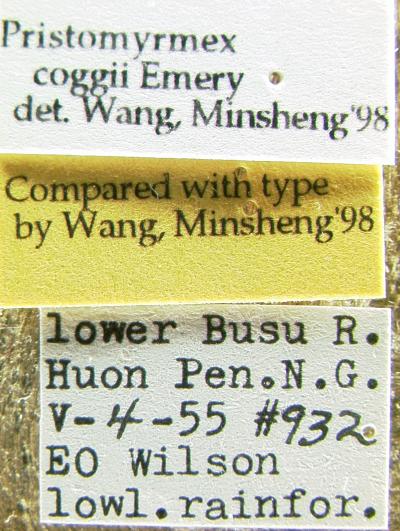 Pristomyrmex
coggii Emery
det. Wang, Minsheng'98
Compared with type
by Wang, Minsheng'98
lower Busu R.
Huon Pen.N.G.
V-4-55 #932
EO Wilson
lowl.rainfor.